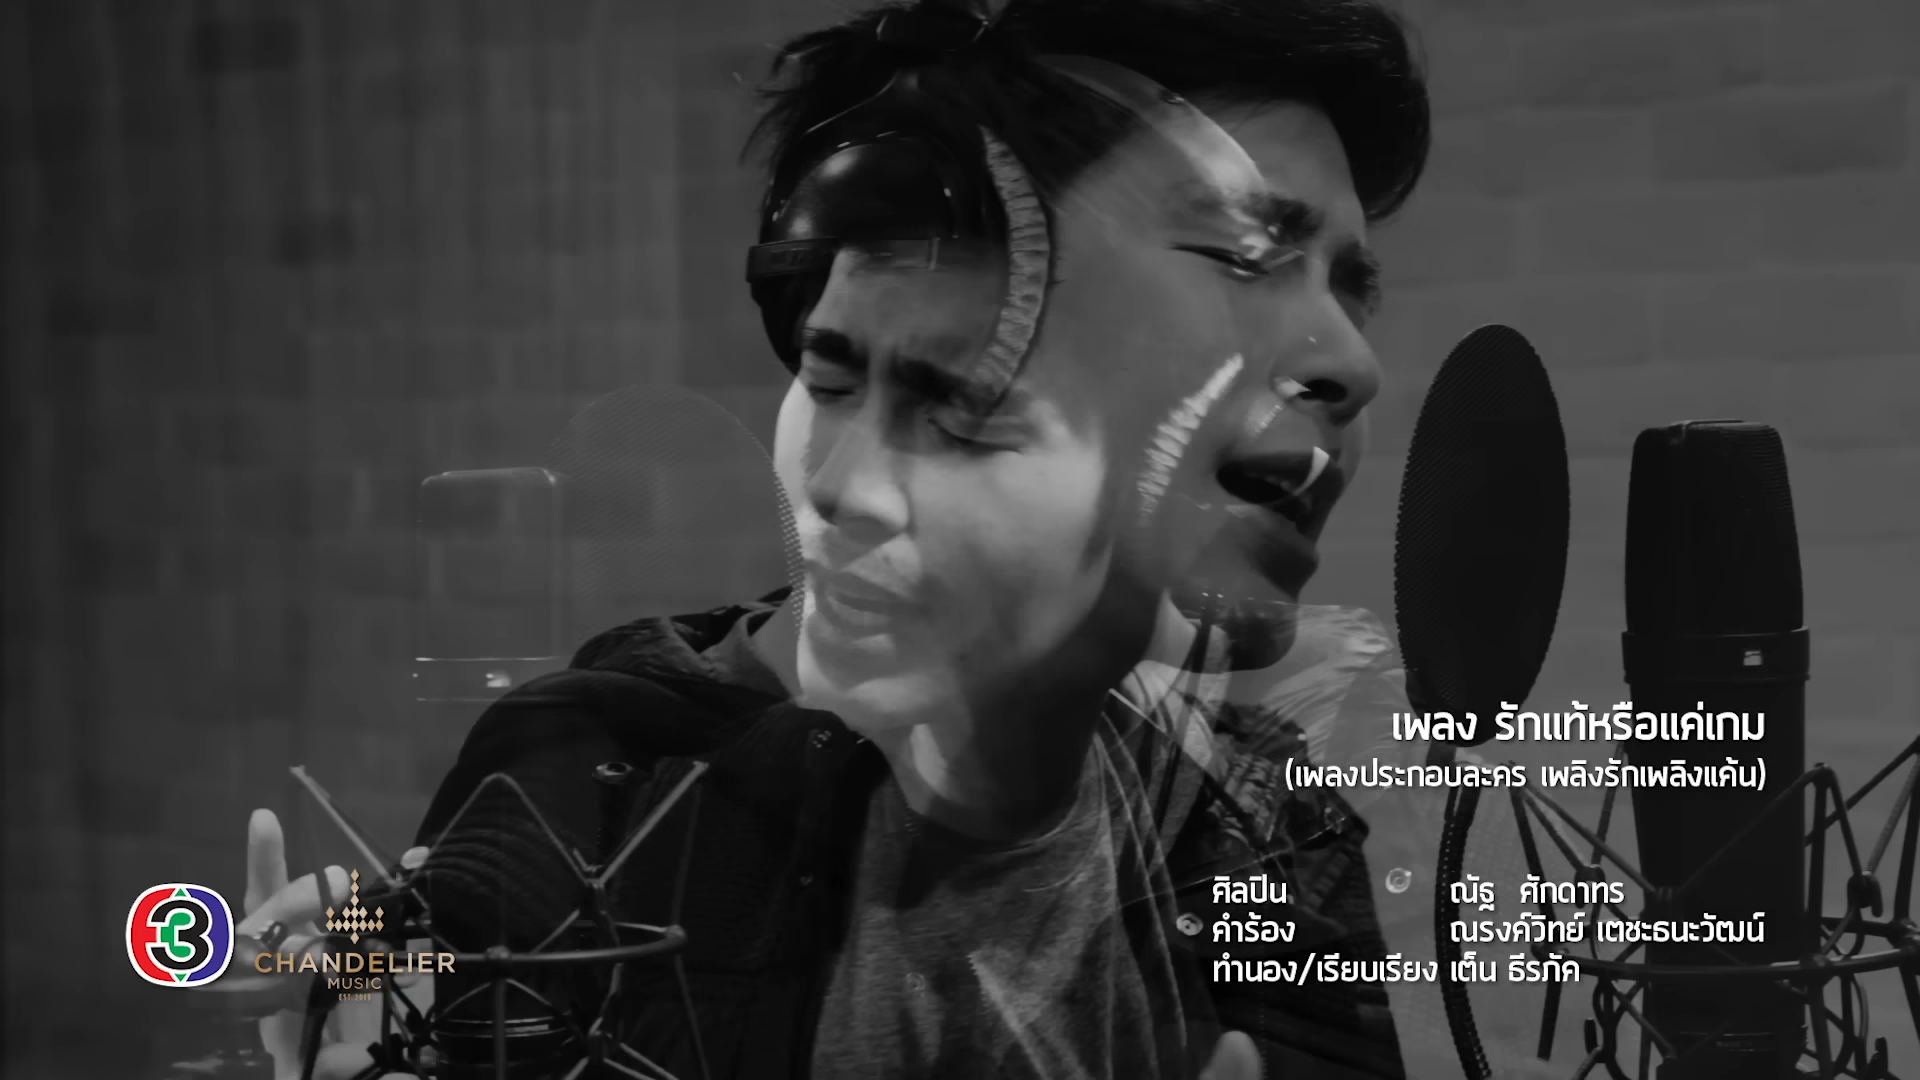 เพลง รักแท้หรือแค่เกม
(เพลงประกอบละคร เพลิงรักเพลิงแค้น)
ศิลปิน ณัฐ ศักดาทร
คำร้อง ณรงค์วิทย์ เตชะธนะวัฒน์
ทำนอง/เรียบเรียง เต็น ธีรภัค
3
CHANDELIER
MUSIC
EST.2015